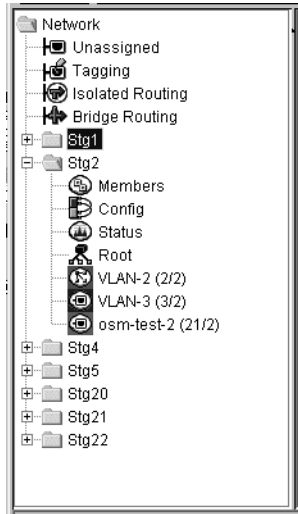 Network
Unassigned
Tagging
Isolated Routing
Bridge Routing
Stg1
Stg2
Members
Config
Status
Root
VLAN-2 (2/2)
VLAN-3 (3/2)
osm-test-2 (21/2)
Stg4
Stg5
Stg20
Stg21
Stg22